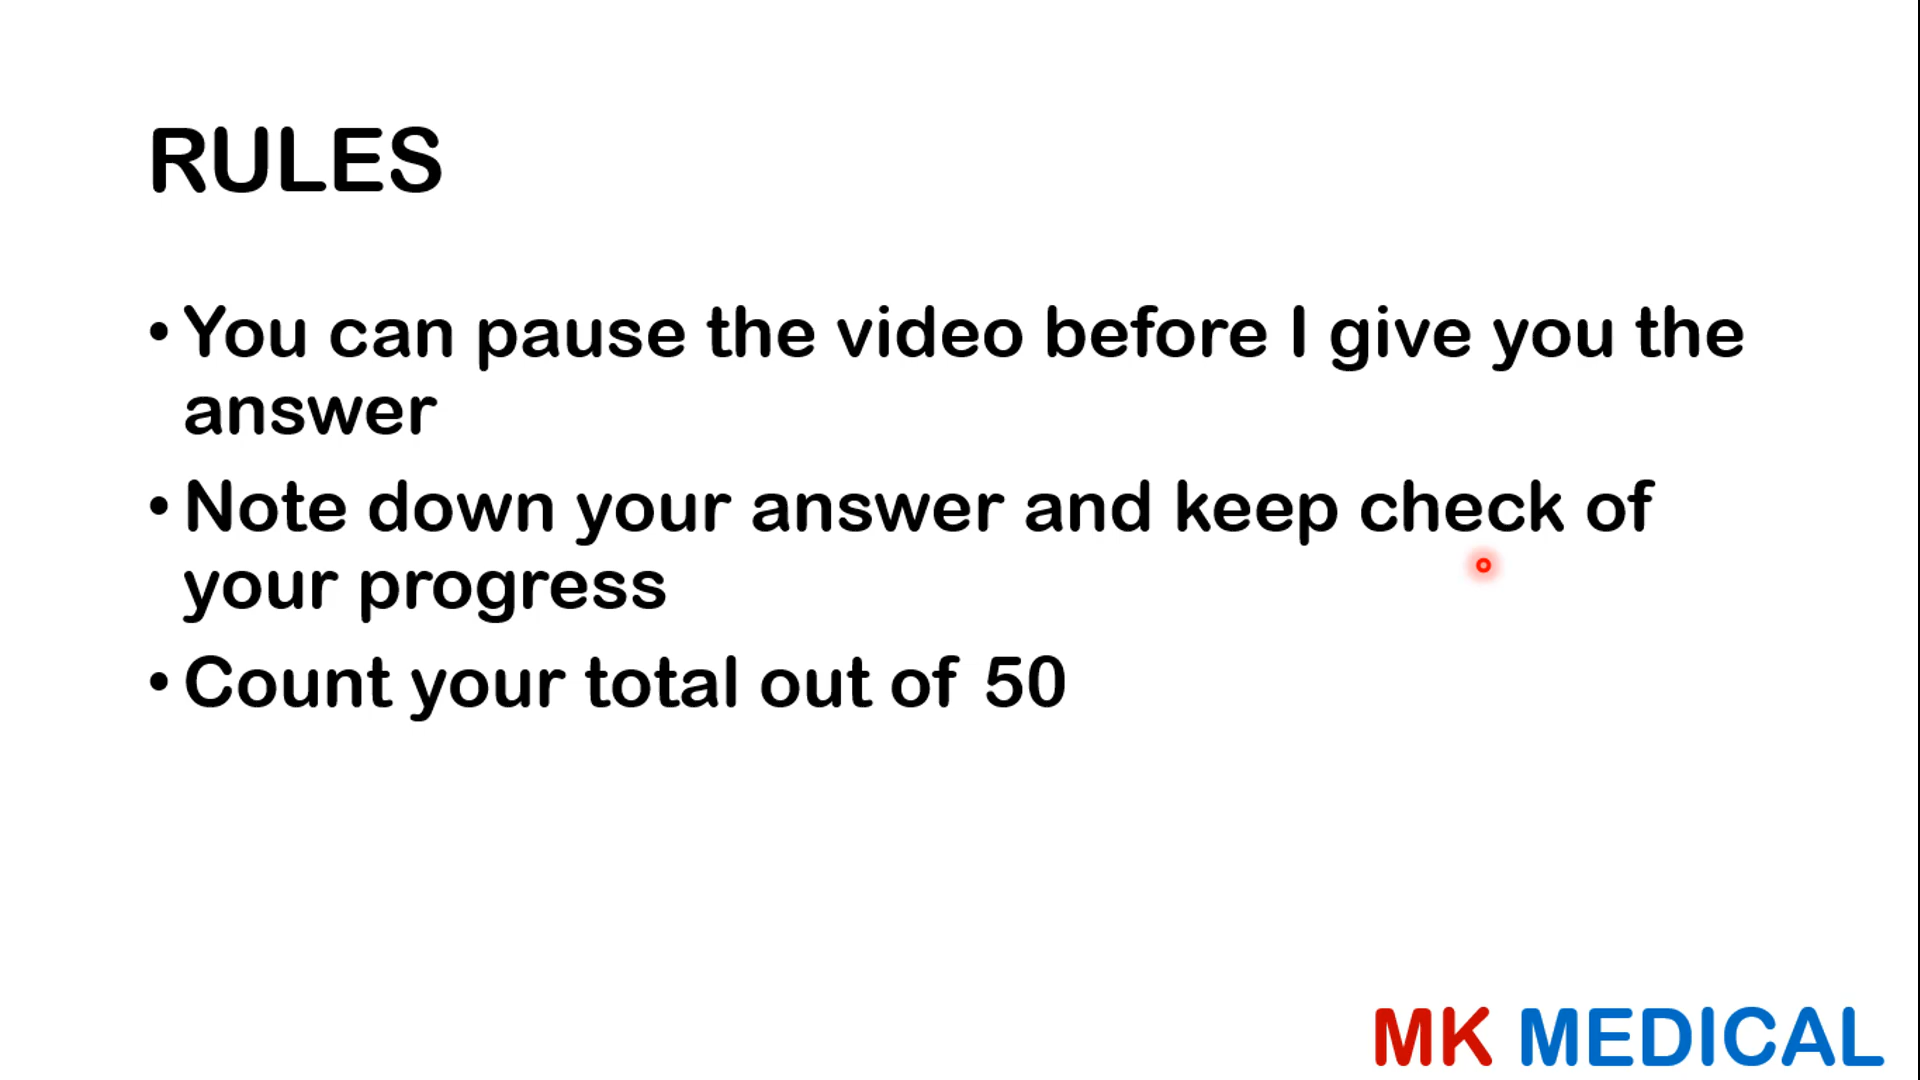 RULES
• You can pause the video before I give you the
answer
• Note down your answer and keep check of
your progress
• Count your total out of 50
MK MEDICAL